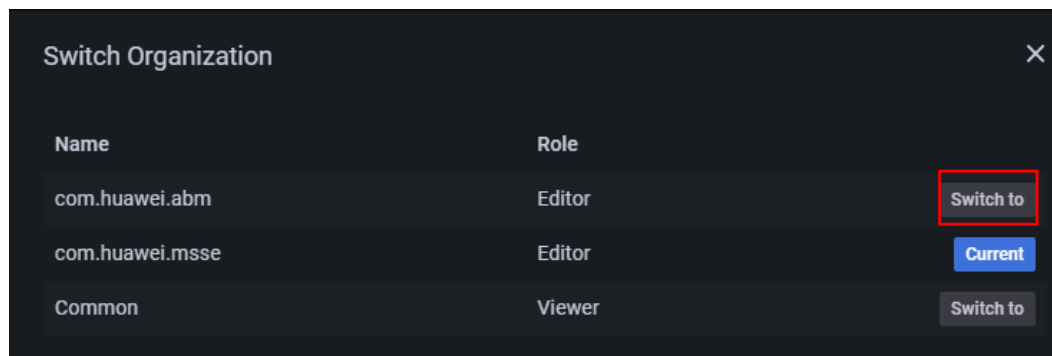 Switch Organization
Name Role
com.huawei.abm Editor Switch to
com.huawei.msse Editor Current
Common Viewer Switch to